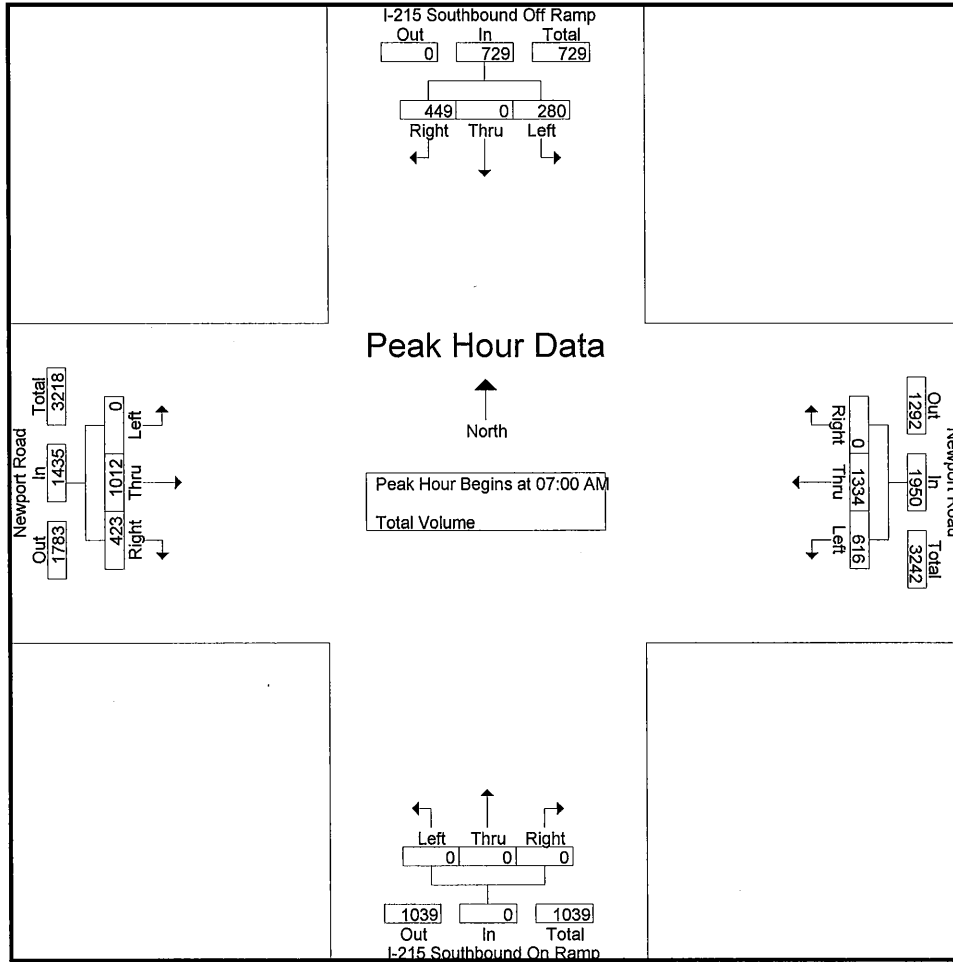 I-215 Southbound Off Ramp
Out In Total
0 729 729
449 0 280
Right Thru Left
Peak Hour Data
North
Peak Hour Begins at 07:00 AM
Total Volume
Newport Road
Out In Total
1783 1435 3218
Left Thru Right
0 1012 423
Newport Road
Out In Total
1292 1950 3242
Right Thru Left
0 1334 616
Left Thru Right
0 0 0
1039 0 1039
Out In Total
I-215 Southbound On Ramp